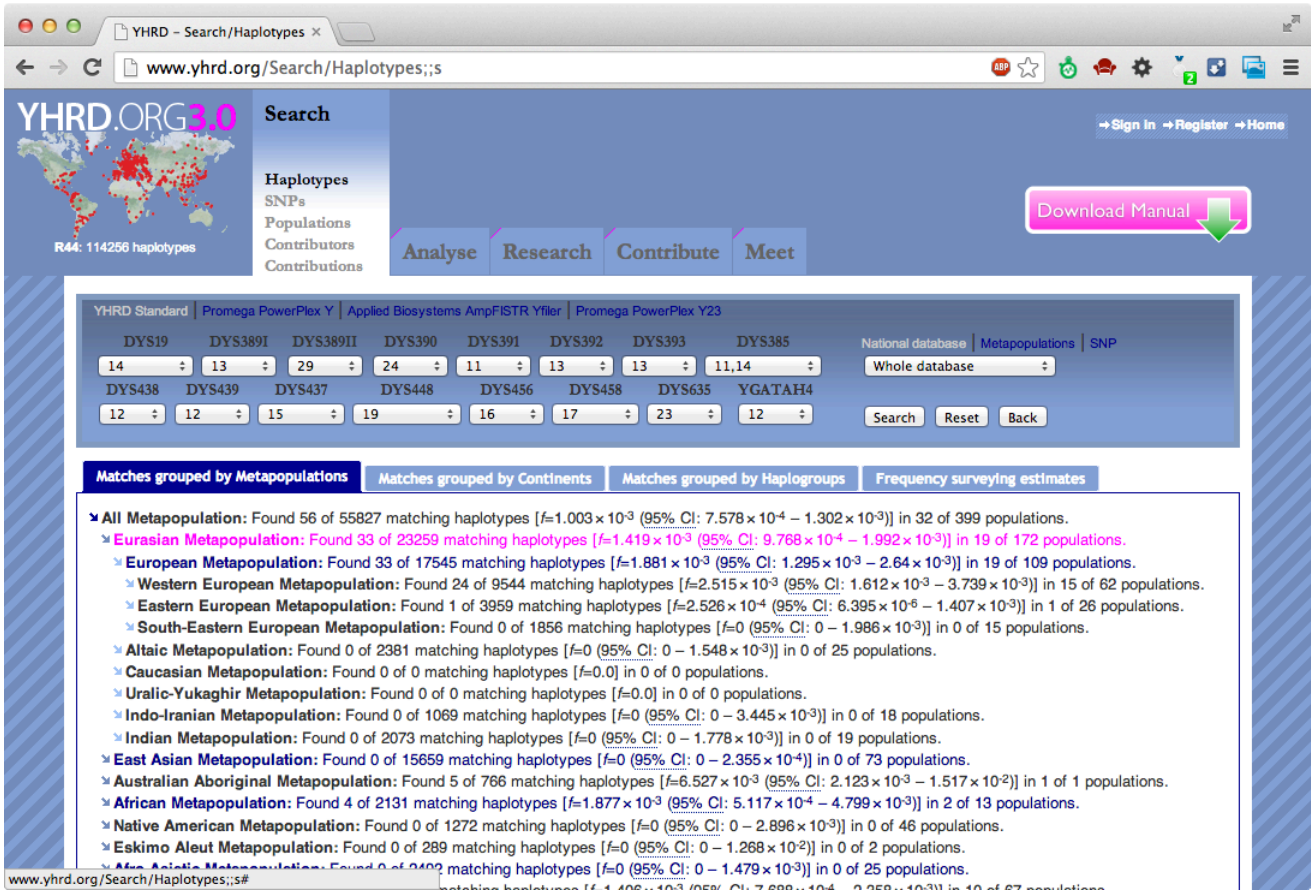 YHRD – Search/Haplotypes ×
www.yhrd.org/Search/Haplotypes;;s
ABP
2
YHRD.ORG3.0
R44: 114256 haplotypes
Search
Haplotypes
SNPs
Populations
Contributors
Contributions
Analyse
Research
Contribute
Meet
Sign In Register Home
Download Manual
YHRD Standard | Promega PowerPlex Y | Applied Biosystems AmpFISTR Yfiler | Promega PowerPlex Y23
DYS19 DYS389I DYS389II DYS390 DYS391 DYS392 DYS393 DYS385
National database | Metapopulations | SNP
14 13 29 24 11 13 13 11,14
Whole database
DYS438 DYS439 DYS437 DYS448 DYS456 DYS458 DYS635 YGATAH4
12 12 15 19 16 17 23 12
Search Reset Back
Matches grouped by Metapopulations
Matches grouped by Continents
Matches grouped by Haplogroups
Frequency surveying estimates
All Metapopulation: Found 56 of 55827 matching haplotypes [f=1.003×10-3 (95% CI: 7.578×10-4 – 1.302×10-3)] in 32 of 399 populations.
Eurasian Metapopulation: Found 33 of 23259 matching haplotypes [f=1.419×10-3 (95% CI: 9.768×10-4 – 1.992×10-3)] in 19 of 172 populations.
European Metapopulation: Found 33 of 17545 matching haplotypes [f=1.881×10-3 (95% CI: 1.295×10-3 – 2.64×10-3)] in 19 of 109 populations.
Western European Metapopulation: Found 24 of 9544 matching haplotypes [f=2.515×10-3 (95% CI: 1.612×10-3 – 3.739×10-3)] in 15 of 62 populations.
Eastern European Metapopulation: Found 1 of 3959 matching haplotypes [f=2.526×10-4 (95% CI: 6.395×10-6 – 1.407×10-3)] in 1 of 26 populations.
South-Eastern European Metapopulation: Found 0 of 1856 matching haplotypes [f=0 (95% CI: 0 – 1.986×10-3)] in 0 of 15 populations.
Altaic Metapopulation: Found 0 of 2381 matching haplotypes [f=0 (95% CI: 0 – 1.548×10-3)] in 0 of 25 populations.
Caucasian Metapopulation: Found 0 of 0 matching haplotypes [f=0.0] in 0 of 0 populations.
Uralic-Yukaghir Metapopulation: Found 0 of 0 matching haplotypes [f=0.0] in 0 of 0 populations.
Indo-Iranian Metapopulation: Found 0 of 1069 matching haplotypes [f=0 (95% CI: 0 – 3.445×10-3)] in 0 of 18 populations.
Indian Metapopulation: Found 0 of 2073 matching haplotypes [f=0 (95% CI: 0 – 1.778×10-3)] in 0 of 19 populations.
East Asian Metapopulation: Found 0 of 15659 matching haplotypes [f=0 (95% CI: 0 – 2.355×10-4)] in 0 of 73 populations.
Australian Aboriginal Metapopulation: Found 5 of 766 matching haplotypes [f=6.527×10-3 (95% CI: 2.123×10-3 – 1.517×10-2)] in 1 of 1 populations.
African Metapopulation: Found 4 of 2131 matching haplotypes [f=1.877×10-3 (95% CI: 5.117×10-4 – 4.799×10-3)] in 2 of 13 populations.
Native American Metapopulation: Found 0 of 1272 matching haplotypes [f=0 (95% CI: 0 – 2.896×10-3)] in 0 of 46 populations.
Eskimo Aleut Metapopulation: Found 0 of 289 matching haplotypes [f=0 (95% CI: 0 – 1.268×10-2)] in 0 of 2 populations.
Afro-Asiatic Metapopulation: Found 0 of 2492 matching haplotypes [f=0 (95% CI: 0 – 1.479×10-3)] in 0 of 25 populations.
www.yhrd.org/Search/Haplotypes;;s#